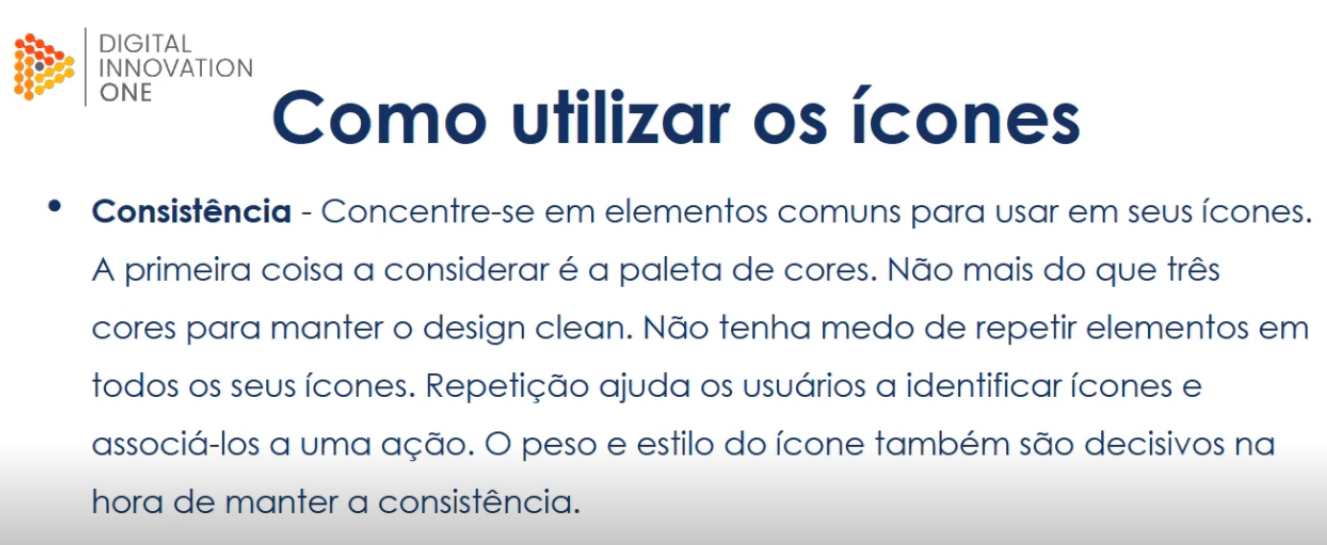 DIGITAL
INNOVATION
ONE
Como utilizar os ícones
• Consistência - Concentre-se em elementos comuns para usar em seus ícones.
A primeira coisa a considerar é a paleta de cores. Não mais do que três
cores para manter o design clean. Não tenha medo de repetir elementos em
todos os seus ícones. Repetição ajuda os usuários a identificar ícones e
associá-los a uma ação. O peso e estilo do ícone também são decisivos na
hora de manter a consistência.